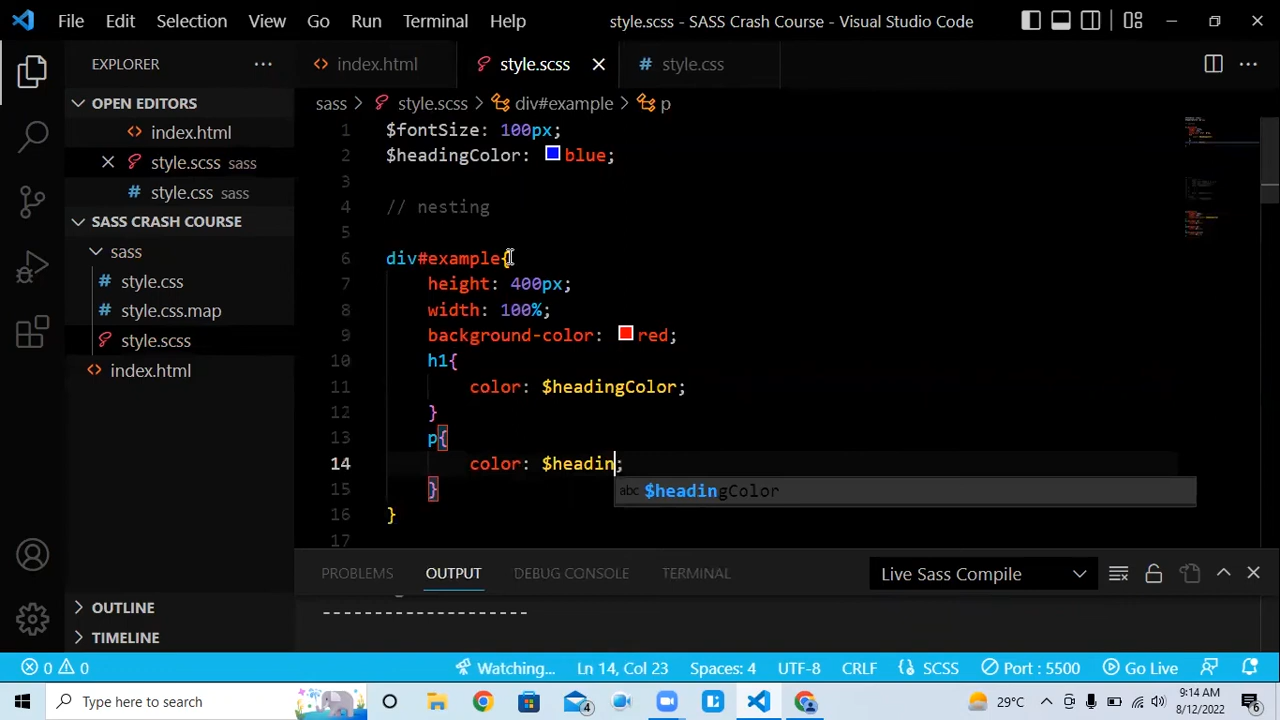 File Edit Selection View Go Run Terminal Help style.scss - SASS Crash Course - Visual Studio Code
EXPLORER
index.html style.scss style.css
OPEN EDITORS
index.html
style.scss sass
style.css sass
SASS CRASH COURSE
sass
style.css
style.css.map
style.scss
index.html
OUTLINE
TIMELINE
sass > style.scss > div#example > p
1 $fontSize: 100px;
2 $headingColor: blue;
3
4 // nesting
5
6 div#example{
7 height: 400px;
8 width: 100%;
9 background-color: red;
10 h1{
11 color: $headingColor;
12 }
13 p{
14 color: $headin;
abc $headingColor
15 }
16 }
17
PROBLEMS OUTPUT DEBUG CONSOLE TERMINAL Live Sass Compile
--------------------
0 0 Watching... Ln 14, Col 23 Spaces: 4 UTF-8 CRLF SCSS Port : 5500 Go Live
Type here to search 4 29°C 9:14 AM
8/12/2022 6